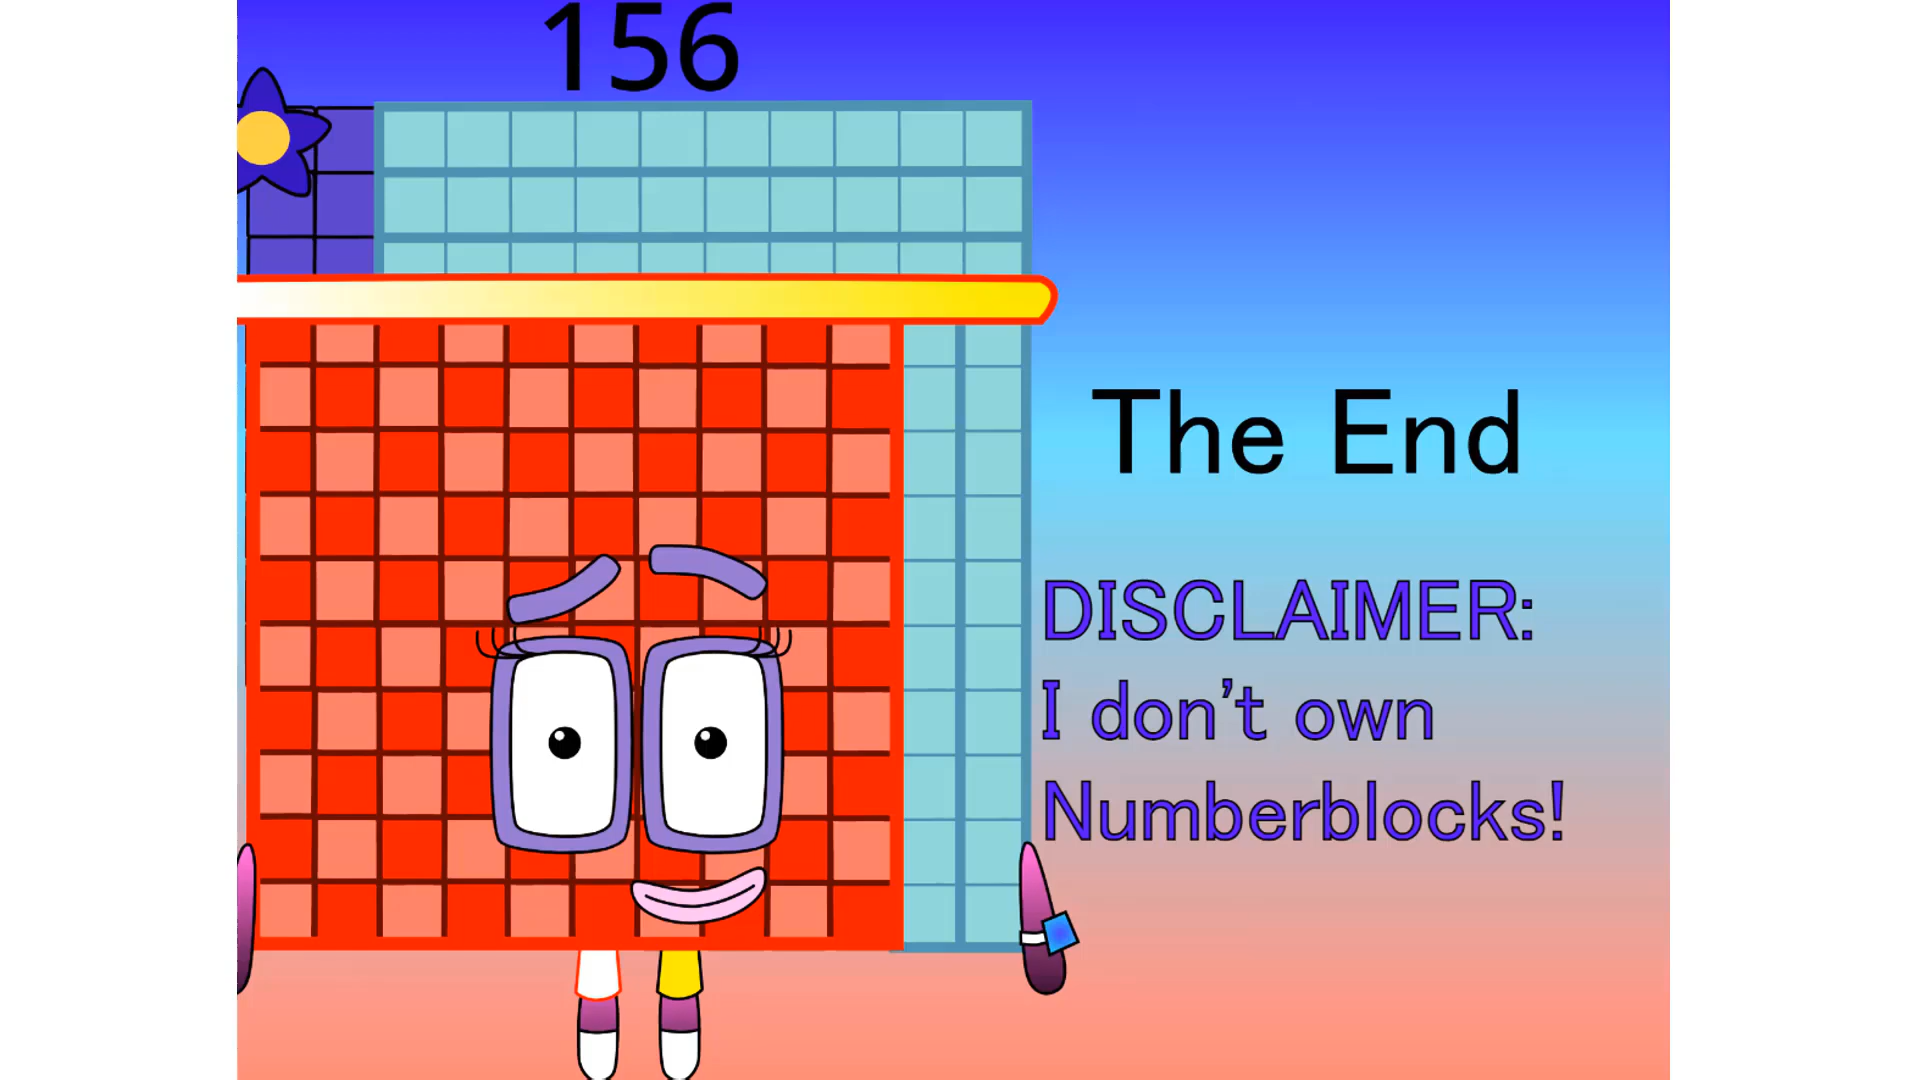 156
The End
DISCLAIMER:
I don't own
Numberblocks!